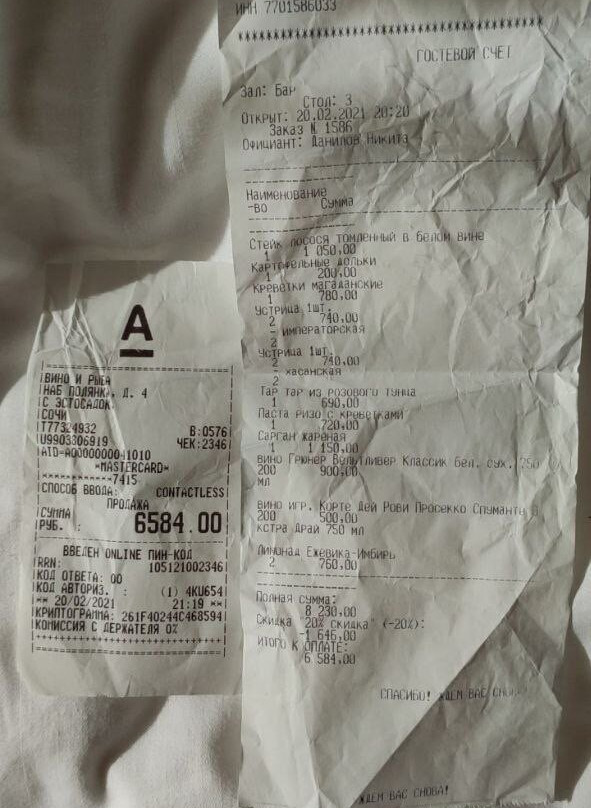 ВИНО И РЫБА
НАБ ПОЛЯНКА, Д. 4
С ЭСТОСАДОК
СОЧИ
T77324932 В:0576
U9903306919 ЧЕК:2346
AID-A0000000041010
*MASTERCARD*
************7415
СПОСОБ ВВОДА: CONTACTLESS
ПРОДАЖА
СУММА
РУБ. : 6584.00
ВВЕДЕН ONLINE ПИН-КОД
RRN: 105121002346
КОД ОТВЕТА: 00
КОД АВТОРИЗ. : (1) 4KU654
** 20/02/2021 21:19 **
КРИПТОГРАММА: 261F40244C468594
КОМИССИЯ С ДЕРЖАТЕЛЯ 0%
ИНН 7701586033
ГОСТЕВОЙ СЧЕТ
Зал: Бар
Стол: 3
Открыт: 20.02.2021 20:20
Заказ N 1586
Официант: Данилов Никита
Наименование
-во Сумма
Стейк лосося томленный в белом вине
1 1 050,00
Картофельные дольки
1 200,00
Креветки магаданские
1 780,00
Устрица 1шт.
2 740,00
- императорская
2
Устрица 1шт.
2 740,00
- хасанская
2
Тар тар из розового тунца
1 690,00
Паста ризо с креветками
1 720,00
Сарган жареная
1 1 150,00
вино Грюнер Вельтливер Классик бел. сух. 750
200 900,00
мл
вино игр. Корте Дей Рови Просекко Спуманте
200 500,00
кстра Драй 750 мл
Лимонад Ежевика-Имбирь
2 760,00
Полная сумма:
8 230,00
Скидка "20% скидка" (-20%):
-1 646,00
ИТОГО К ОПЛАТЕ:
6 584,00
СПАСИБО! ЖДЕМ ВАС
ЖДЕМ ВАС СНОВА!